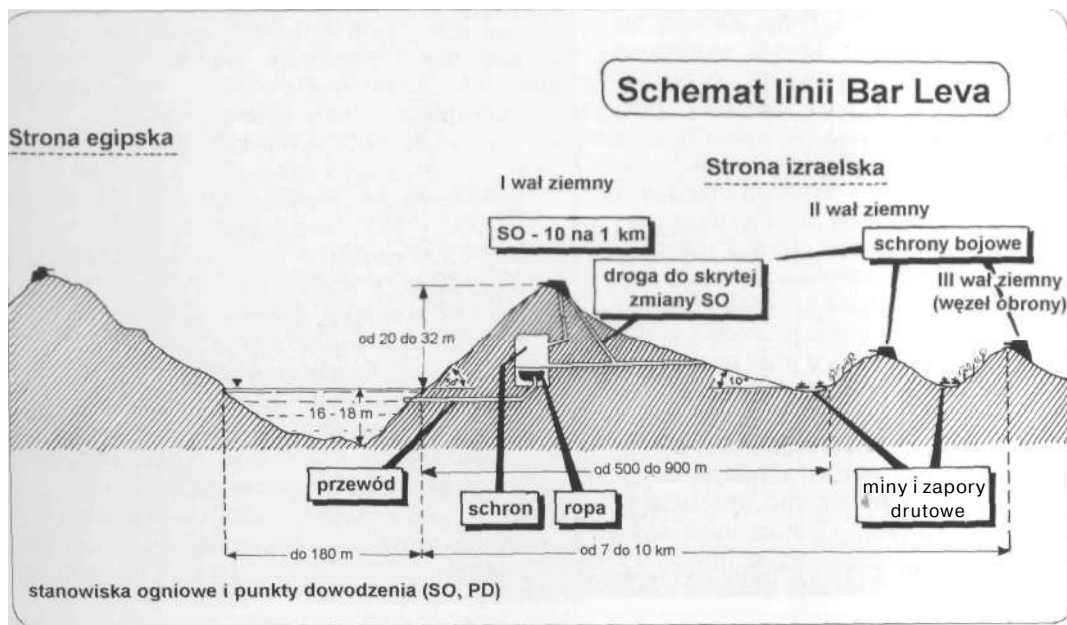 Schemat linii Bar Leva
Strona egipska
Strona izraelska
I wał ziemny
II wał ziemny
SO - 10 na 1 km
schrony bojowe
droga do skrytej
zmiany SO
III wał ziemny
(węzeł obrony)
od 20 do 32 m
10°
16 - 18 m
od 500 do 900 m
przewód
schron
ropa
miny i zapory
drutowe
do 180 m
od 7 do 10 km
stanowiska ogniowe i punkty dowodzenia (SO, PD)